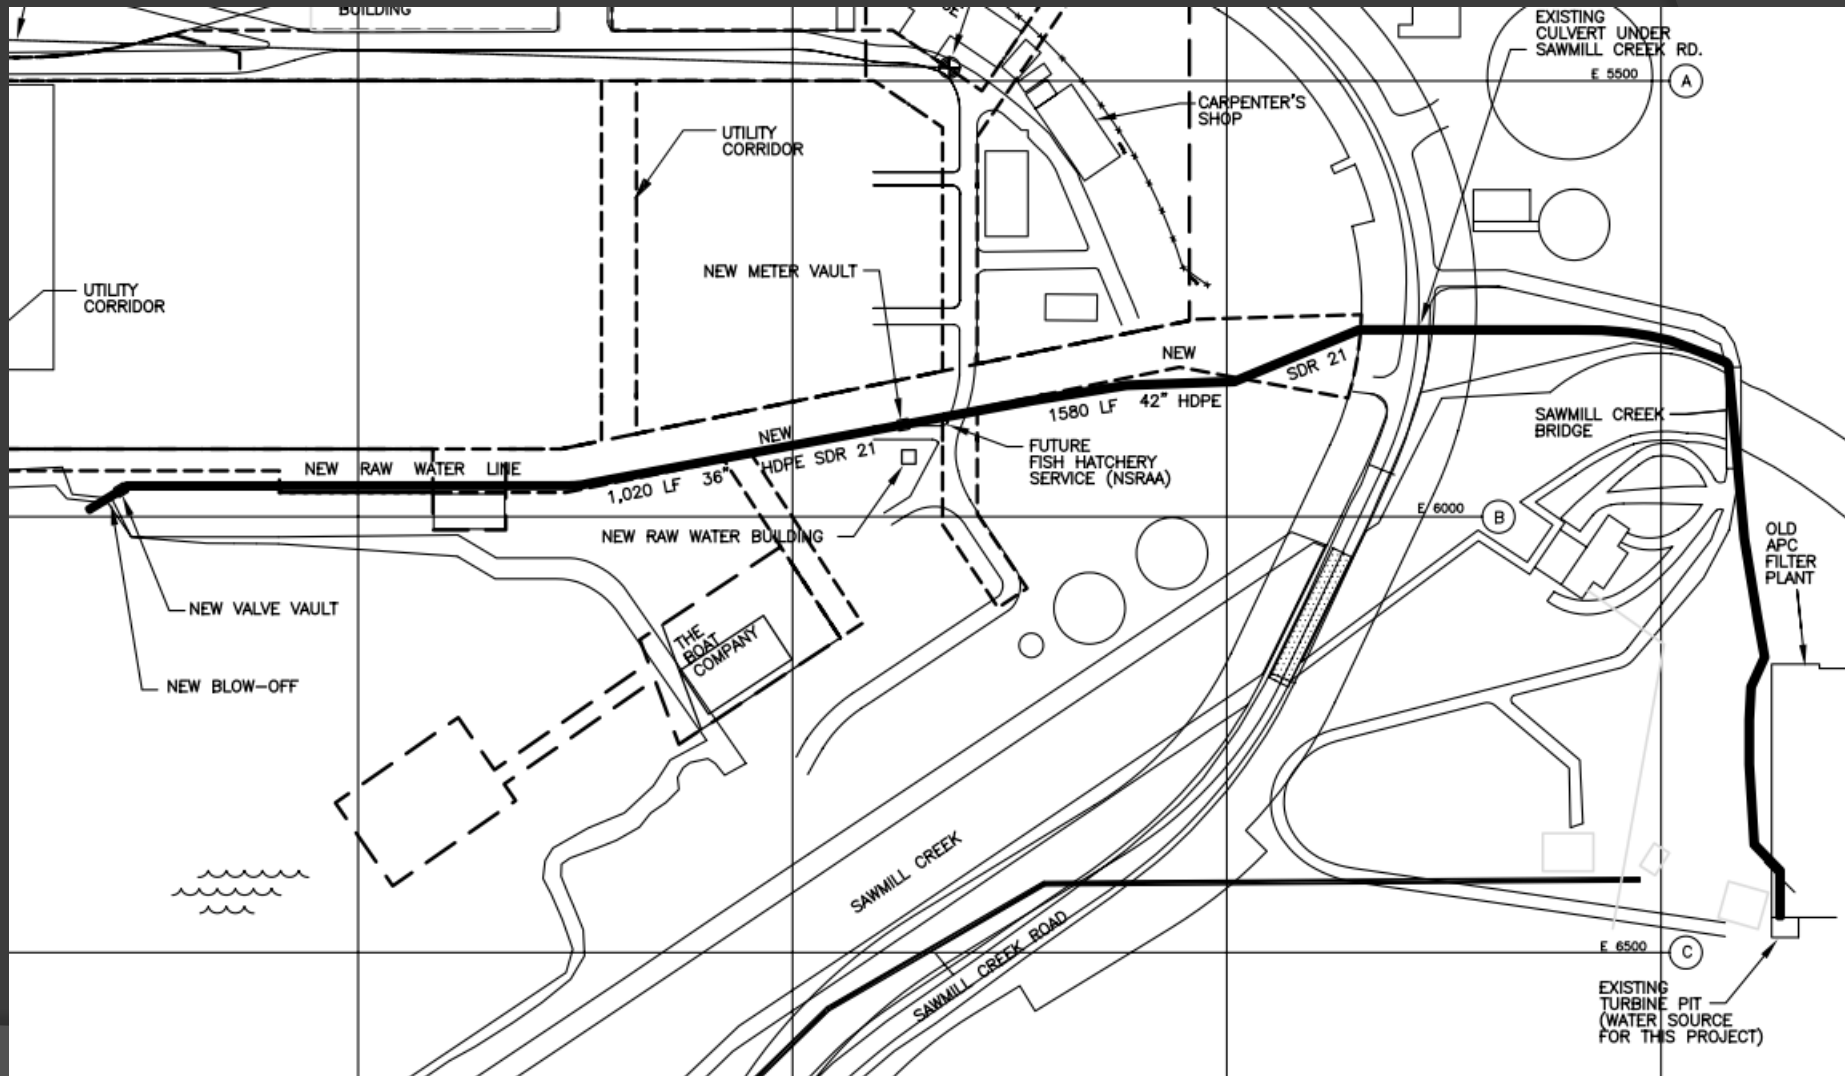 BUILDING
EXISTING
CULVERT UNDER
SAWMILL CREEK RD.
E 5500
A
CARPENTER'S
SHOP
UTILITY
CORRIDOR
NEW METER VAULT
UTILITY
CORRIDOR
NEW
SDR 21
1580 LF 42" HDPE
SAWMILL CREEK
BRIDGE
NEW
HDPE SDR 21
1,020 LF 36"
FUTURE
FISH HATCHERY
SERVICE (NSRAA)
NEW RAW WATER LINE
E 6000
B
NEW RAW WATER BUILDING
OLD
APC
FILTER
PLANT
NEW VALVE VAULT
THE
BOAT
COMPANY
NEW BLOW-OFF
SAWMILL CREEK
SAWMILL CREEK ROAD
E 6500
C
EXISTING
TURBINE PIT
(WATER SOURCE
FOR THIS PROJECT)